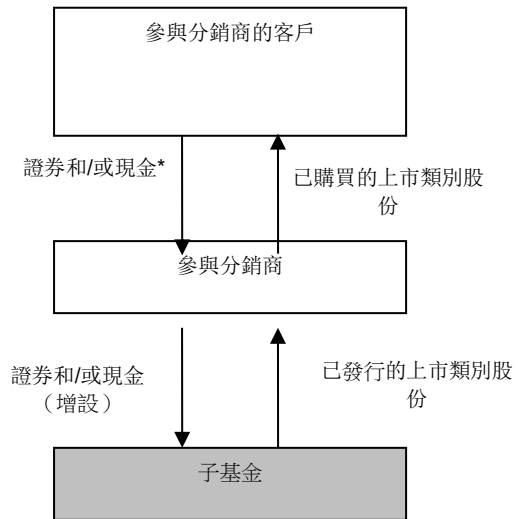 參與分銷商的客戶
證券和/或現金*
已購買的上市類別股
份
參與分銷商
證券和/或現金
（增設）
已發行的上市類別股
份
子基金